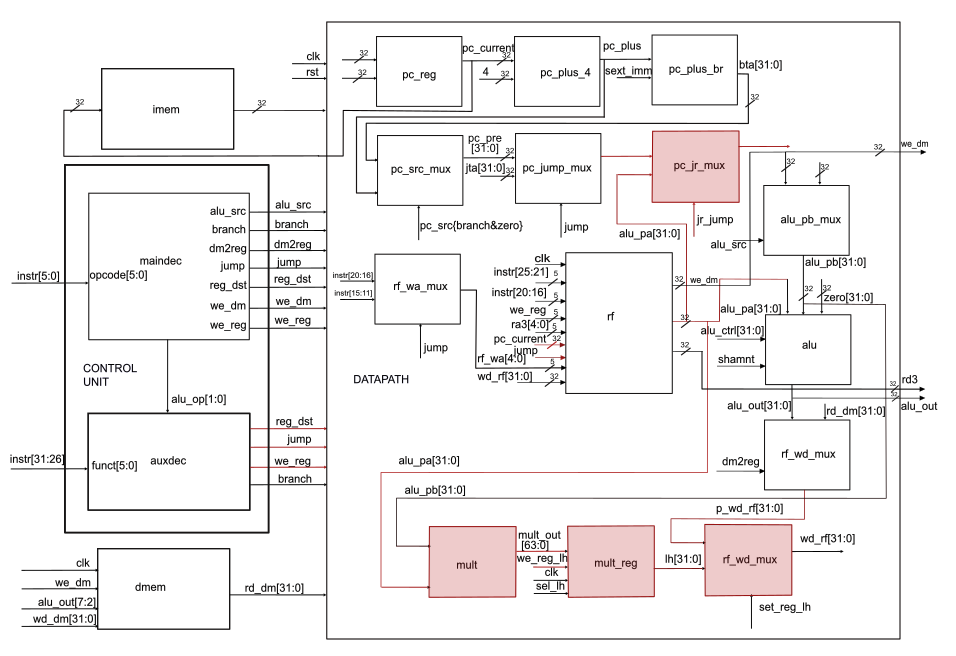 clk
rst
32
32
pc_reg
pc_current
32
4
32
pc_plus_4
pc_plus
sext_imm
pc_plus_br
bta[31:0]
32
32
imem
32
pc_src_mux
pc_pre
[31:0]
32
jta[31:0]
32
pc_jump_mux
pc_jr_mux
32
we_dm
32
32
alu_pb_mux
pc_src{branch&zero}
jump
jr_jump
alu_pa[31:0]
alu_src
alu_pb[31:0]
alu_src
branch
dm2reg
jump
reg_dst
we_dm
we_reg
maindec
opcode[5:0]
instr[5:0]
alu_src
branch
dm2reg
jump
reg_dst
we_dm
we_reg
CONTROL
UNIT
alu_op[1:0]
instr[20:16]
instr[15:11]
rf_wa_mux
jump
DATAPATH
clk
instr[25:21]
5
instr[20:16]
5
we_reg
ra3[4:0]
5
pc_current
32
jump
rf_wa[4:0]
5
wd_rf[31:0]
32
rf
32
we_dm
32
32
alu_pa[31:0]
32
32
zero[31:0]
alu_ctrl[31:0]
shamnt
alu
32
rd3
32
alu_out
alu_out[31:0]
rd_dm[31:0]
dm2reg
rf_wd_mux
p_wd_rf[31:0]
instr[31:26]
funct[5:0]
auxdec
reg_dst
jump
we_reg
branch
alu_pa[31:0]
alu_pb[31:0]
mult
mult_out
[63:0]
we_reg_lh
clk
sel_lh
mult_reg
lh[31:0]
rf_wd_mux
wd_rf[31:0]
set_reg_lh
clk
we_dm
alu_out[7:2]
wd_dm[31:0]
dmem
rd_dm[31:0]